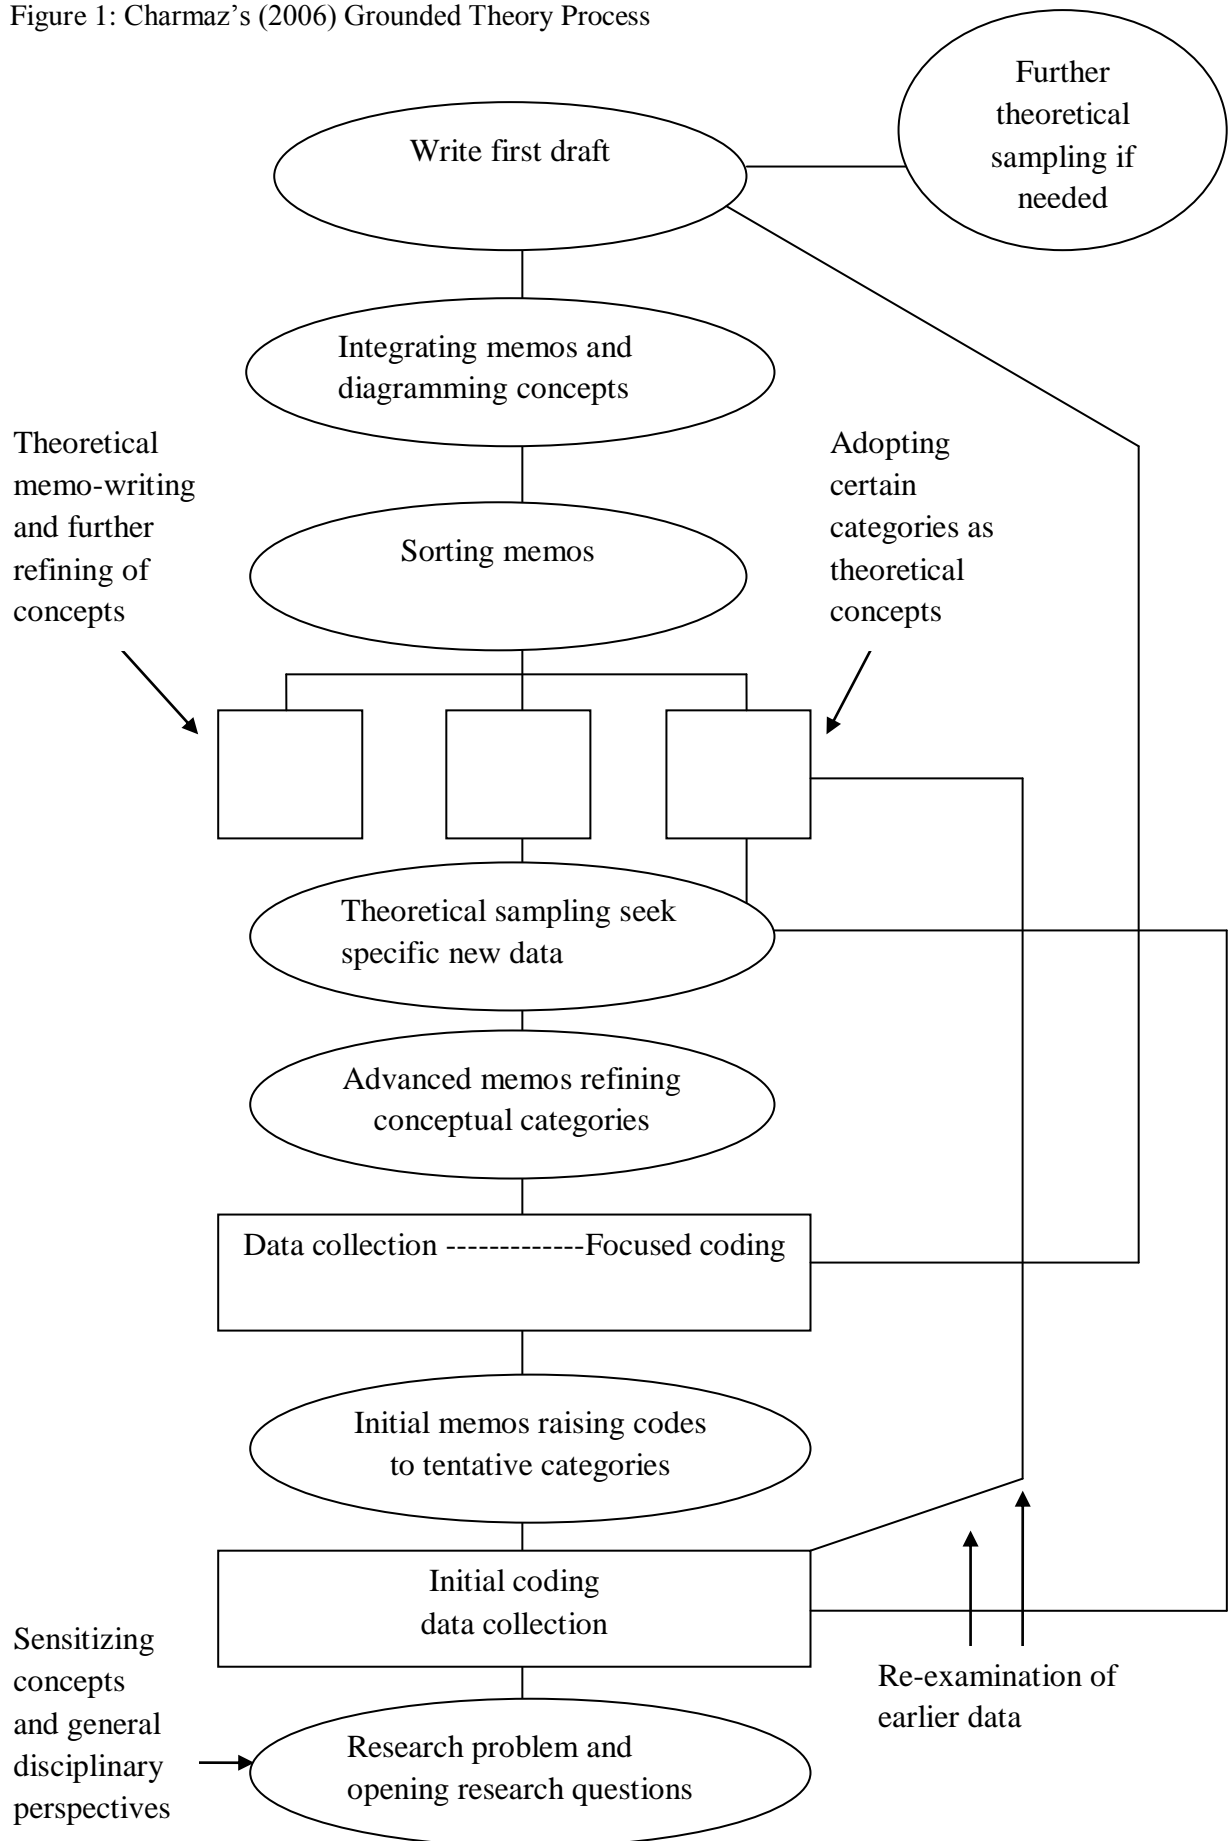 Figure 1: Charmaz’s (2006) Grounded Theory Process
Further
theoretical
sampling if
needed
Write first draft
Integrating memos and
diagramming concepts
Theoretical
memo-writing
and further
refining of
concepts
Adopting
certain
categories as
theoretical
concepts
Sorting memos
Theoretical sampling seek
specific new data
Advanced memos refining
conceptual categories
Data collection -------------Focused coding
Initial memos raising codes
to tentative categories
Initial coding
data collection
Sensitizing
concepts
and general
disciplinary
perspectives
Re-examination of
earlier data
Research problem and
opening research questions